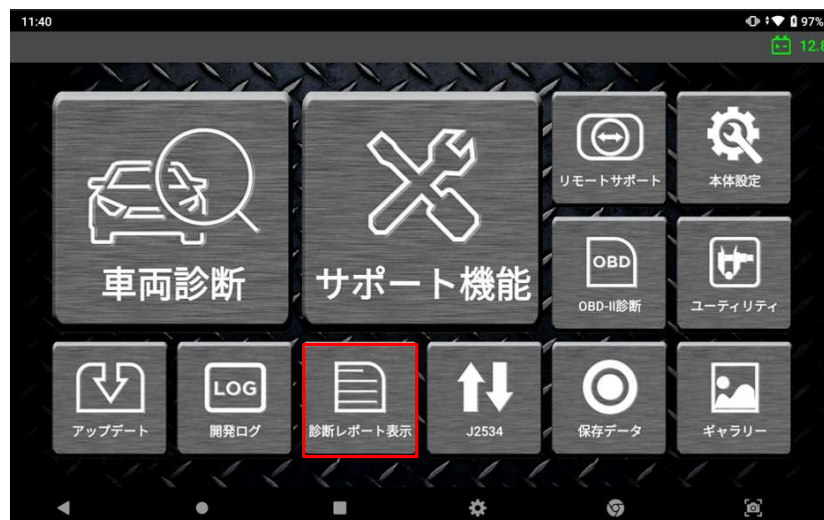 11:40
97%
12.8
車両診断
サポート機能
リモートサポート
本体設定
OBD
OBD-II診断
ユーティリティ
アップデート
LOG
開発ログ
診断レポート表示
J2534
保存データ
ギャラリー